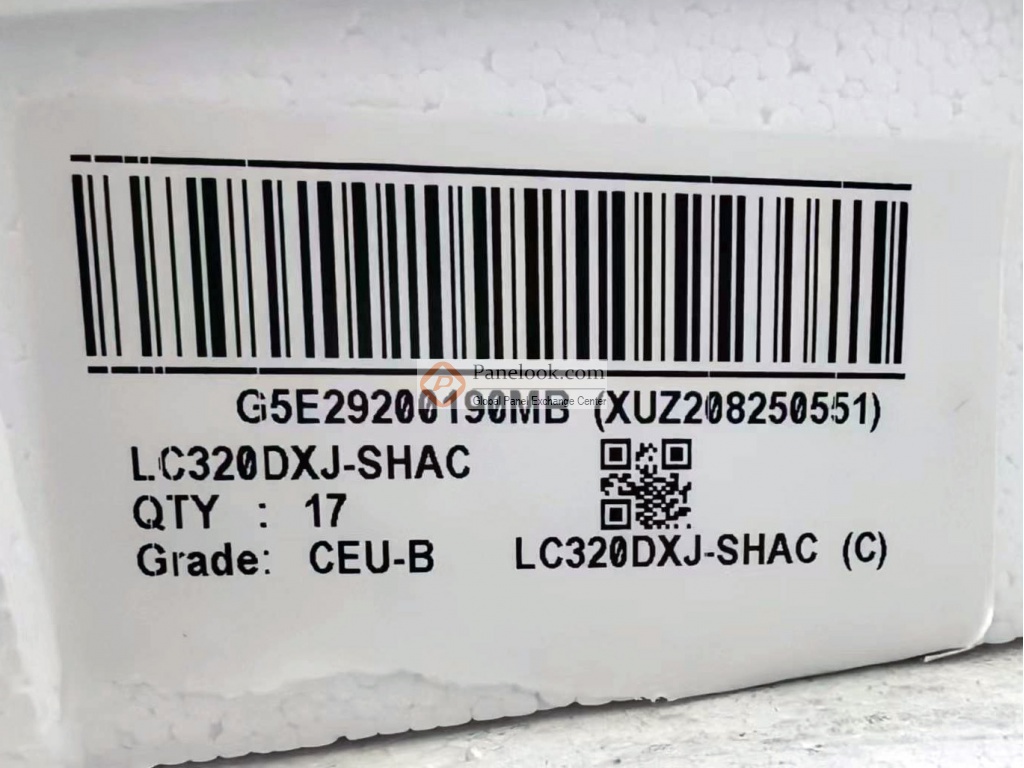 Panelook.com
Global Panel Exchange Center
G5E29200190MB (XUZ208250551)
LC320DXJ-SHAC
QTY : 17
Grade: CEU-B
LC320DXJ-SHAC (C)